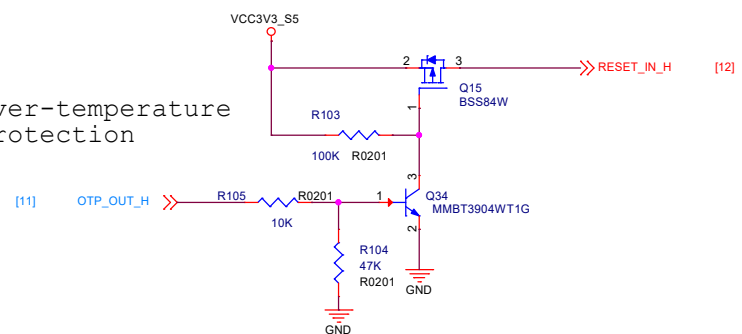 VCC3V3_S5
2
3
RESET_IN_H
[12]
Q15
BSS84W
1
ver-temperature
rotection
R103
100K R0201
3
[11]
OTP_OUT_H
R105
R0201
10K
1
Q34
MMBT3904WT1G
2
R104
47K
R0201
GND
GND